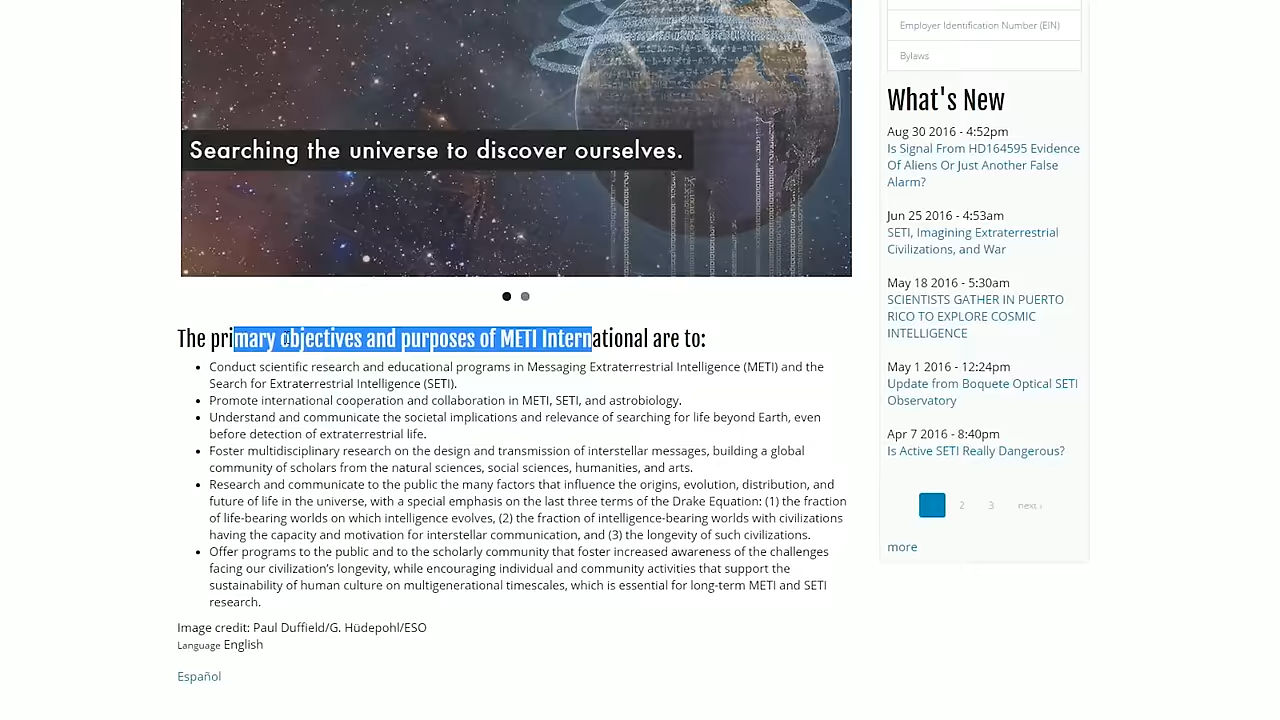 Searching the universe to discover ourselves.
The primary objectives and purposes of METI International are to:
Conduct scientific research and educational programs in Messaging Extraterrestrial Intelligence (METI) and the
Search for Extraterrestrial Intelligence (SETI).
Promote international cooperation and collaboration in METI, SETI, and astrobiology.
Understand and communicate the societal implications and relevance of searching for life beyond Earth, even
before detection of extraterrestrial life.
Foster multidisciplinary research on the design and transmission of interstellar messages, building a global
community of scholars from the natural sciences, social sciences, humanities, and arts.
Research and communicate to the public the many factors that influence the origins, evolution, distribution, and
future of life in the universe, with a special emphasis on the last three terms of the Drake Equation: (1) the fraction
of life-bearing worlds on which intelligence evolves, (2) the fraction of intelligence-bearing worlds with civilizations
having the capacity and motivation for interstellar communication, and (3) the longevity of such civilizations.
Offer programs to the public and to the scholarly community that foster increased awareness of the challenges
facing our civilization's longevity, while encouraging individual and community activities that support the
sustainability of human culture on multigenerational timescales, which is essential for long-term METI and SETI
research.
Image credit: Paul Duffield/G. Hüdepohl/ESO
Language English
Español
Employer Identification Number (EIN)
Bylaws
What's New
Aug 30 2016 - 4:52pm
Is Signal From HD164595 Evidence
Of Aliens Or Just Another False
Alarm?
Jun 25 2016 - 4:53am
SETI, Imagining Extraterrestrial
Civilizations, and War
May 18 2016 - 5:30am
SCIENTISTS GATHER IN PUERTO
RICO TO EXPLORE COSMIC
INTELLIGENCE
May 1 2016 - 12:24pm
Update from Boquete Optical SETI
Observatory
Apr 7 2016 - 8:40pm
Is Active SETI Really Dangerous?
2 3 next ›
more